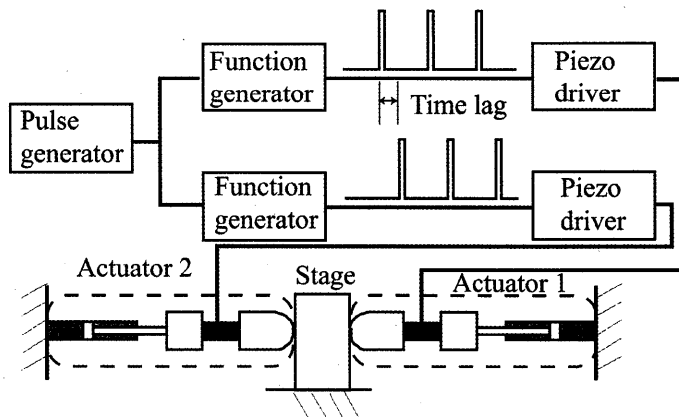 Function
generator
Piezo
driver
Time lag
Pulse
generator
Function
generator
Piezo
driver
Actuator 2
Stage
Actuator 1